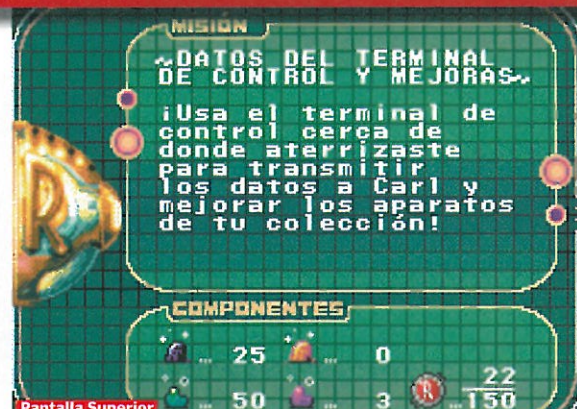 MISIÓN
~DATOS DEL TERMINAL
DE CONTROL Y MEJORAS~
¡Usa el terminal de
control cerca de
donde aterrizaste
para transmitir
los datos a Carl y
mejorar los aparatos
de tu colección!
R
COMPONENTES
... 25 ... 0
... 50 ... 3 R 22
150
Pantalla Superior